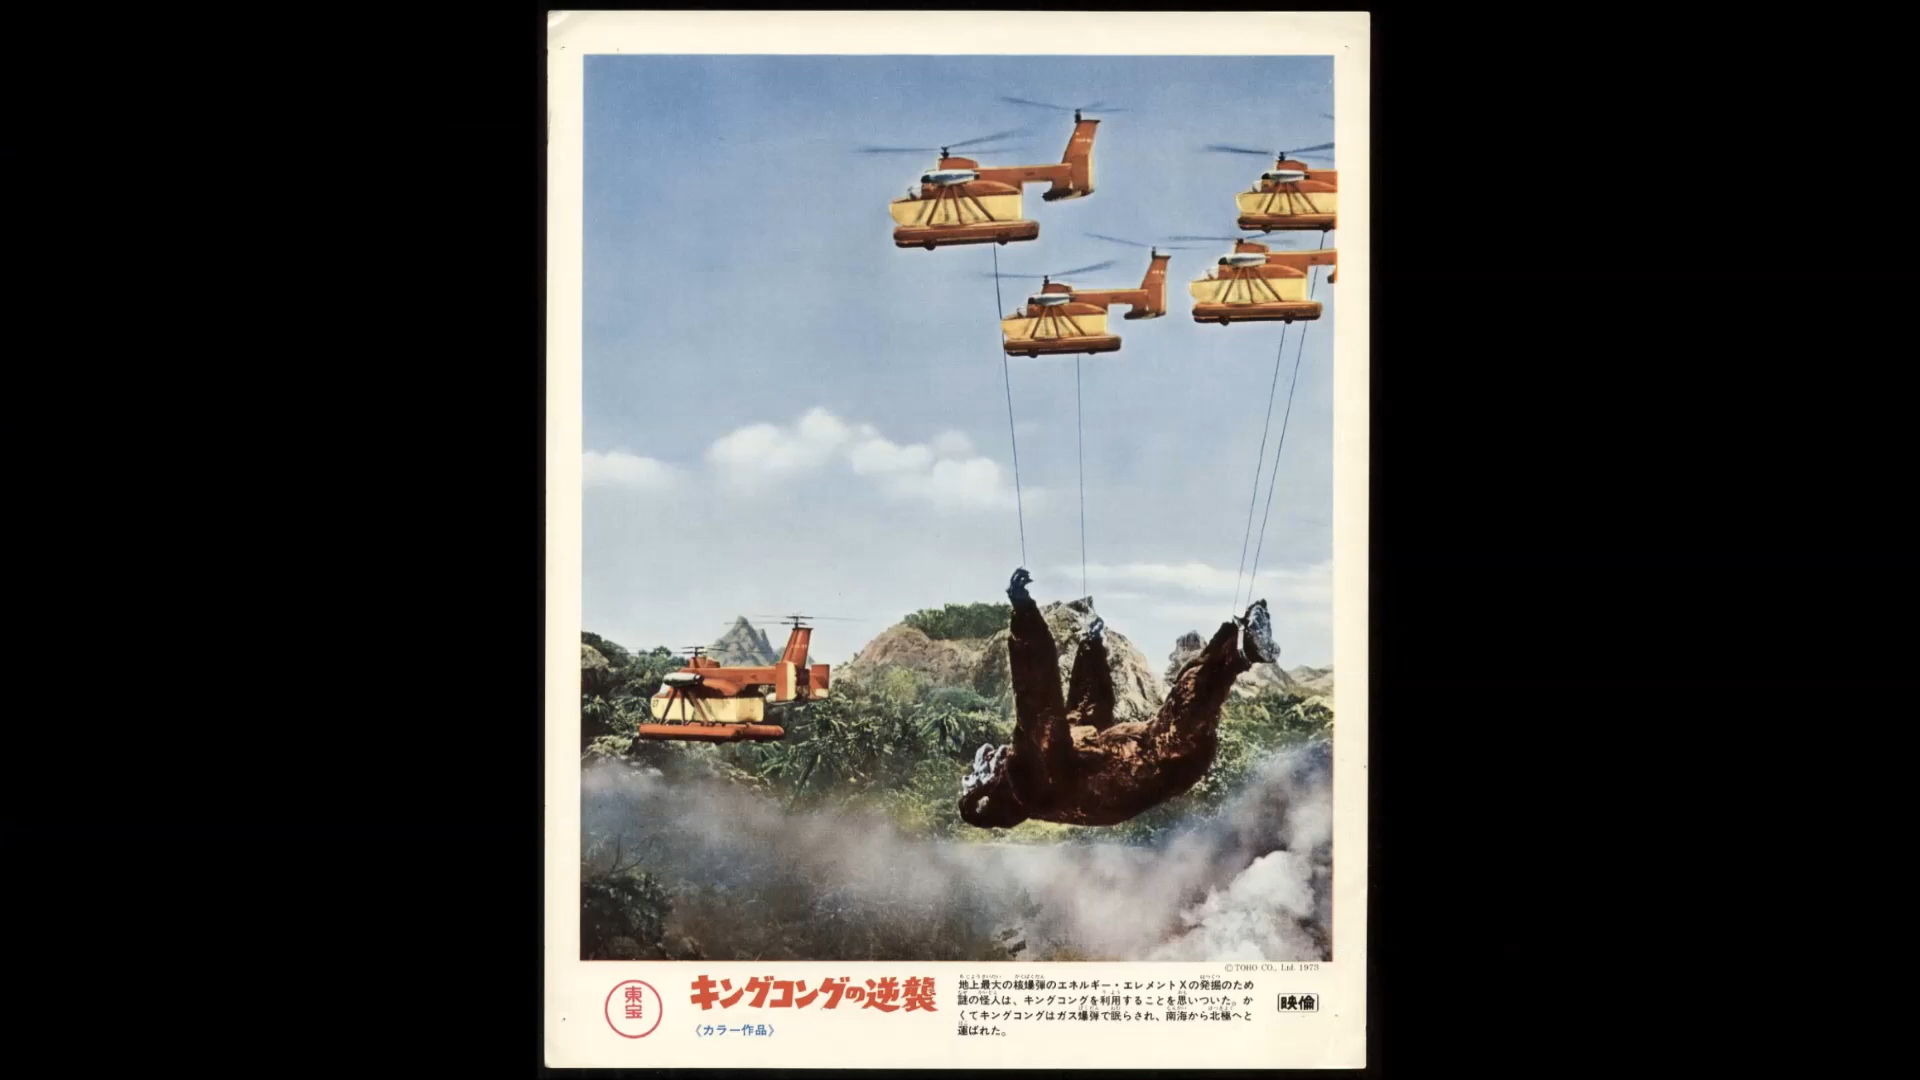 ©TOHO CO., Ltd. 1973
東宝
キングコングの逆襲
《カラー作品》
地上最大の核爆弾のエネルギー・エレメントXの発掘のため
謎の怪人は、キングコングを利用することを思いついた。か
くてキングコングはガス爆弾で眠らされ、南海から北極へと
運ばれた。
映倫